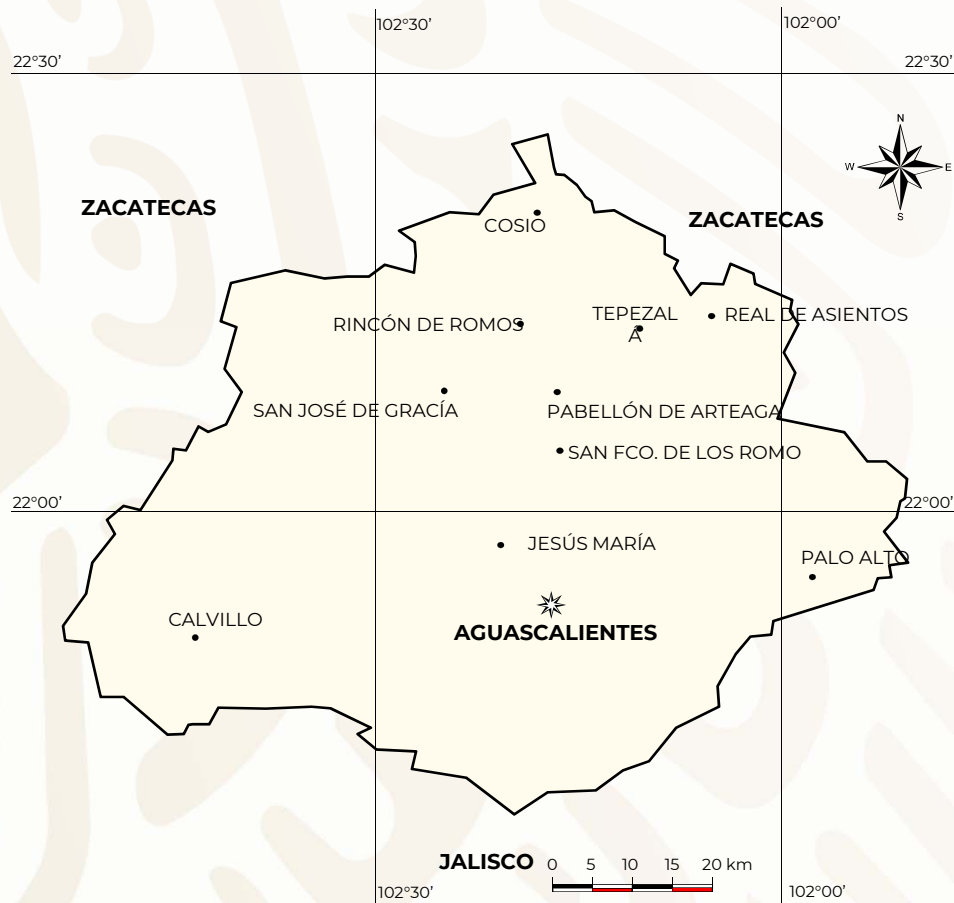 102°30’
102°00’
22°30’
22°30’
N
W
E
S
ZACATECAS
ZACATECAS
COSIO
RINCÓN DE ROMOS
TEPEZAL
Á
REAL DE ASIENTOS
SAN JOSÉ DE GRACÍA
PABELLÓN DE ARTEAGA
SAN FCO. DE LOS ROMO
22°00’
22°00’
JESÚS MARÍA
PALO ALTO
CALVILLO
AGUASCALIENTES
JALISCO
0 5 10 15 20 km
102°30’
102°00’